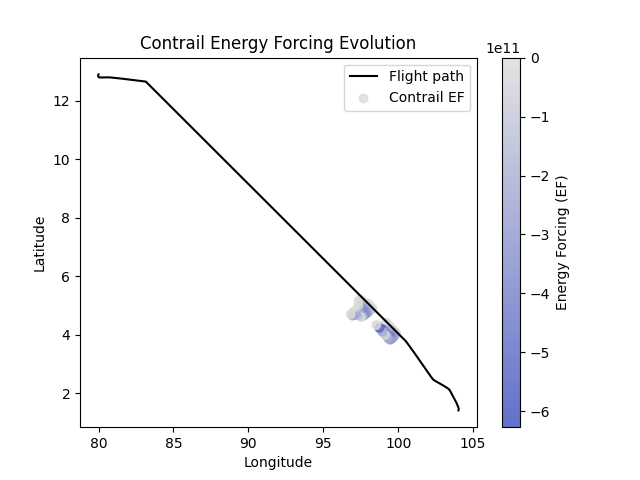 Contrail Energy Forcing Evolution
1e11
Flight path
Contrail EF
12
10
8
6
4
2
Latitude
80
85
90
95
100
105
Longitude
0
−1
−2
−3
−4
−5
−6
Energy Forcing (EF)